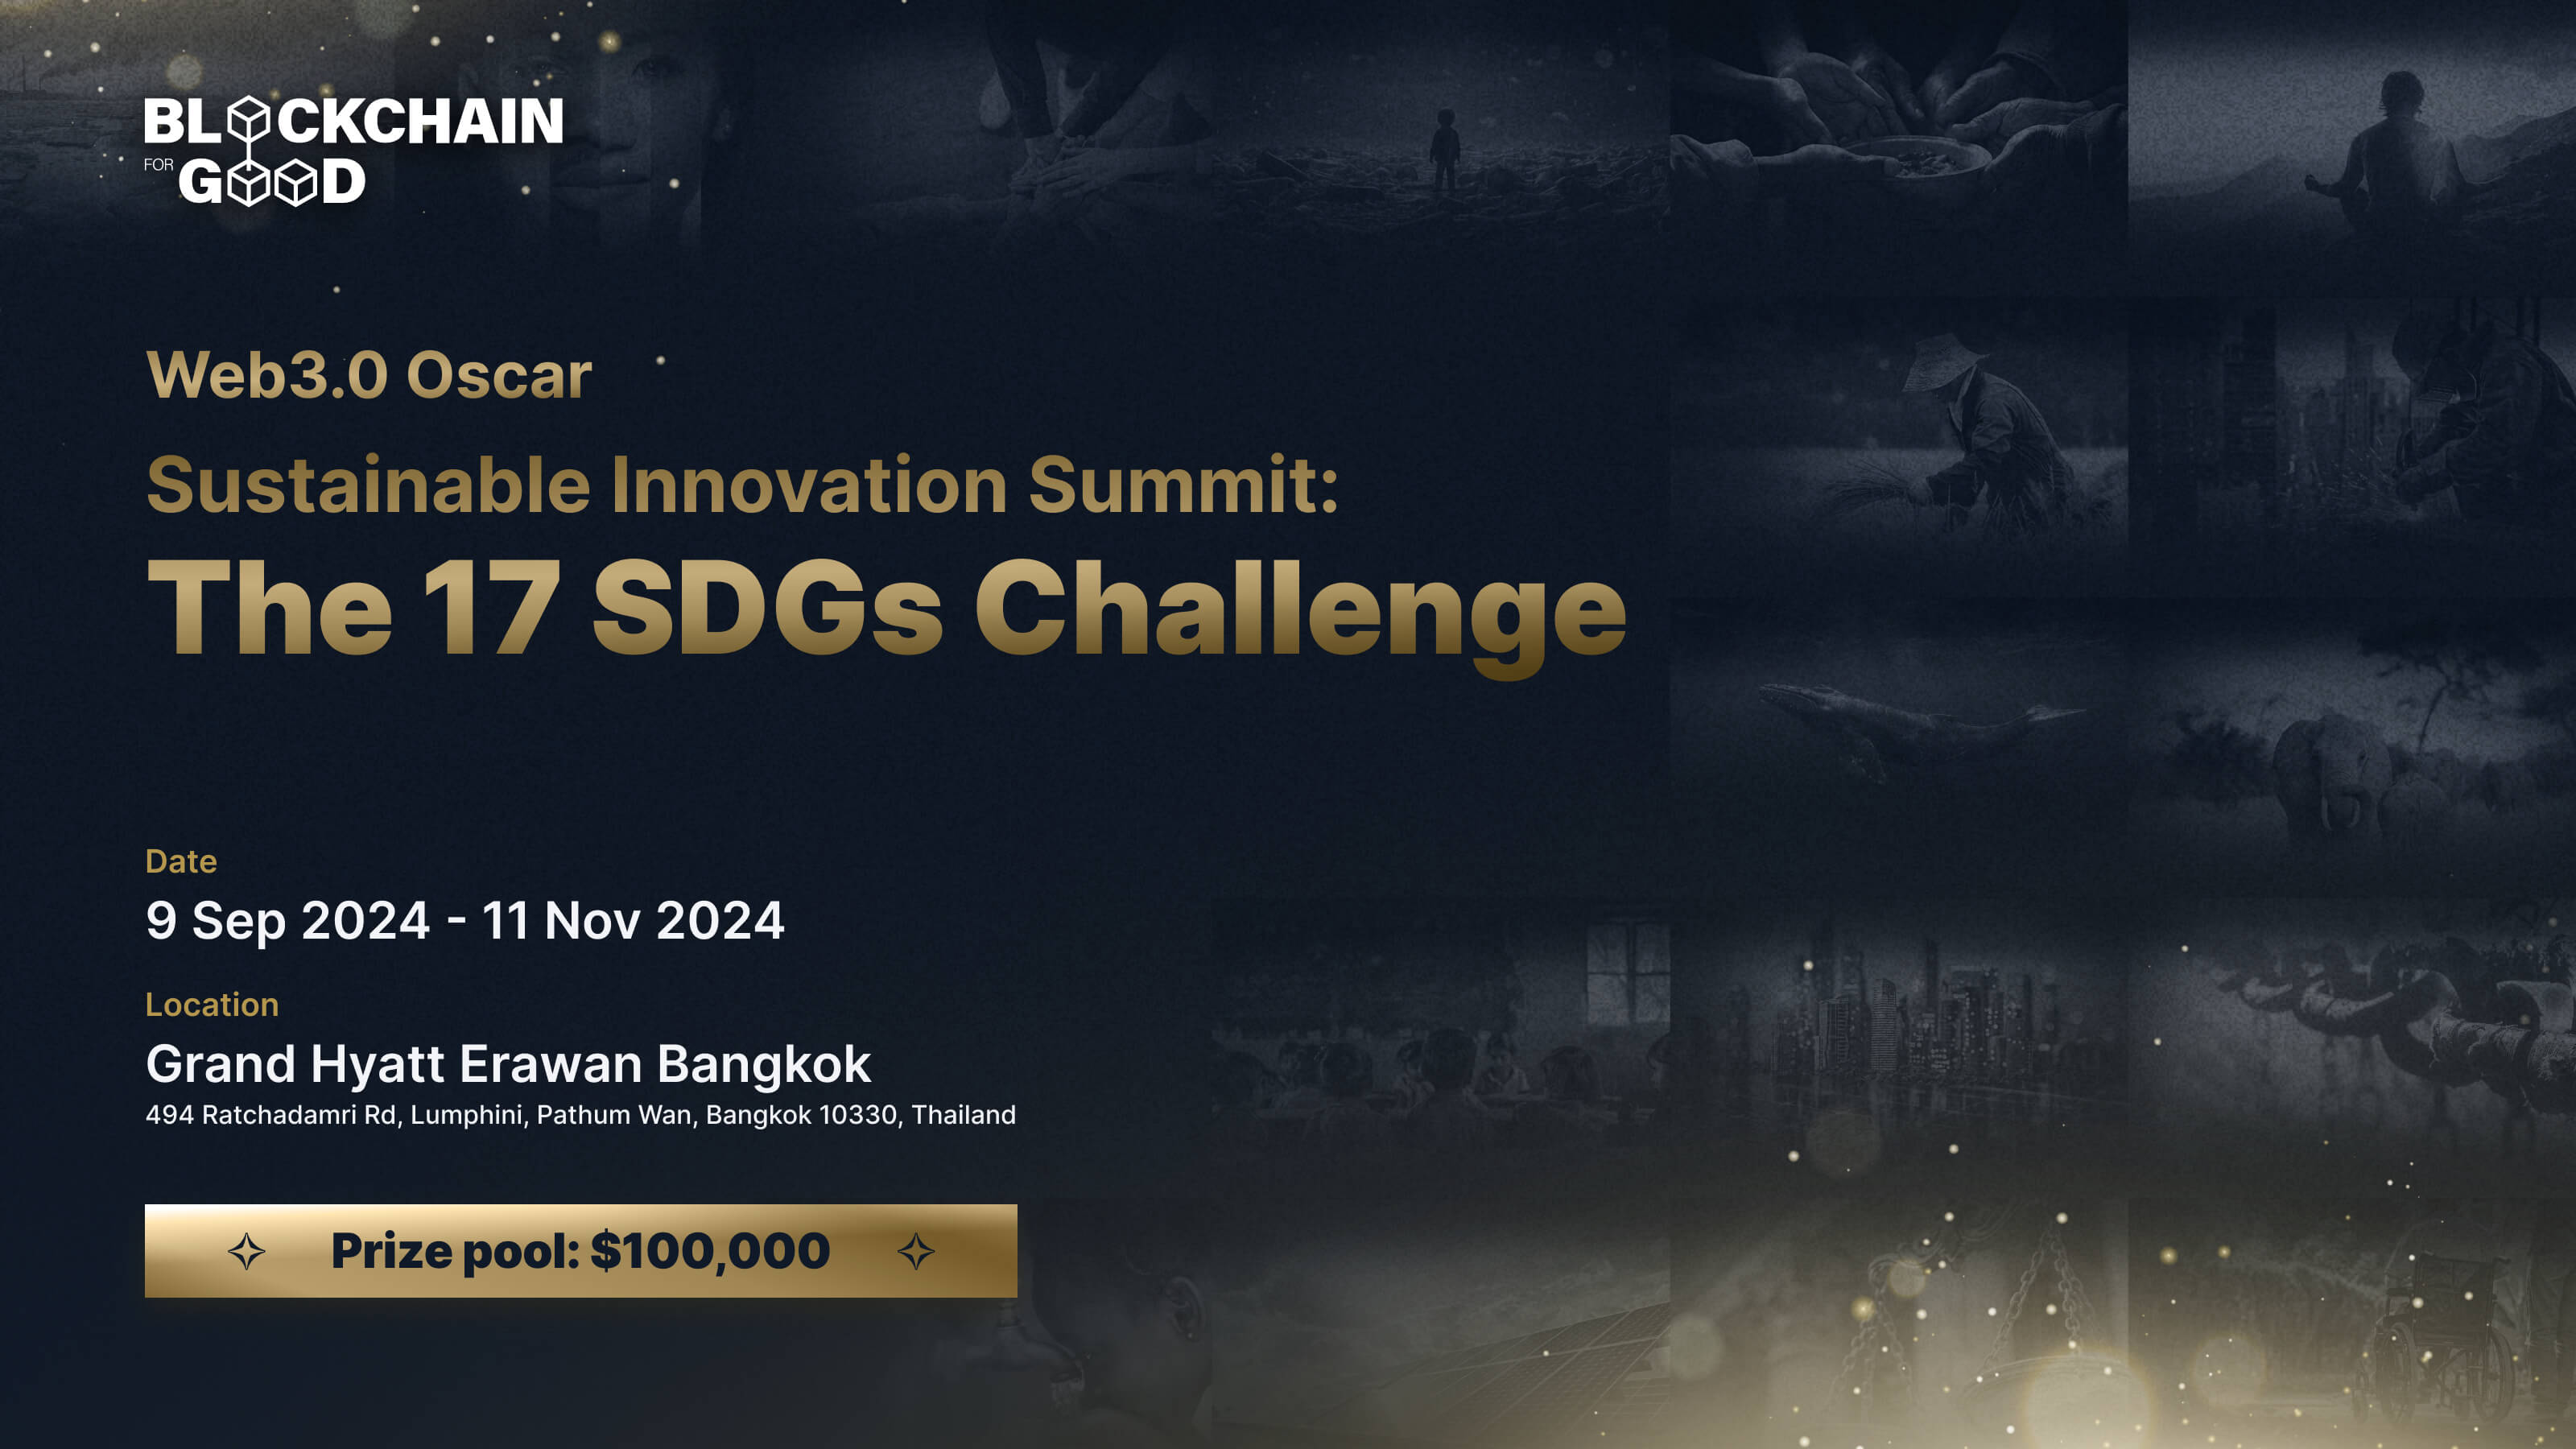 BLOCKCHAIN
FOR GOOD
Web3.0 Oscar
Sustainable Innovation Summit:
The 17 SDGs Challenge
Date
9 Sep 2024 - 11 Nov 2024
Location
Grand Hyatt Erawan Bangkok
494 Ratchadamri Rd, Lumphini, Pathum Wan, Bangkok 10330, Thailand
Prize pool: $100,000